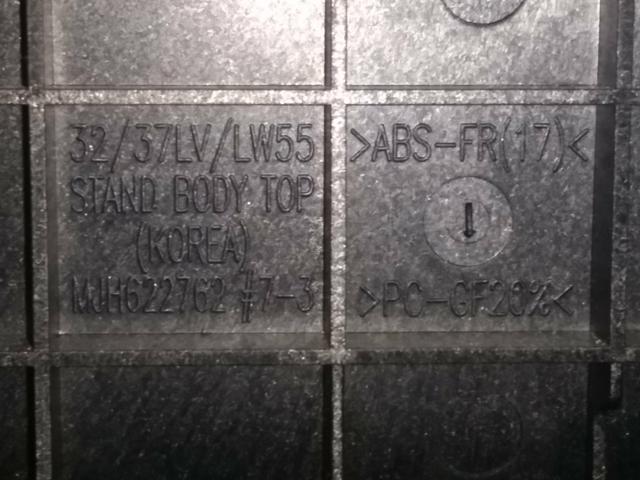 32/37LV/LW55
STAND BODY TOP
(KOREA)
MJH622762 #7-3
>ABS-FR(17)<
>PC-GF20%<